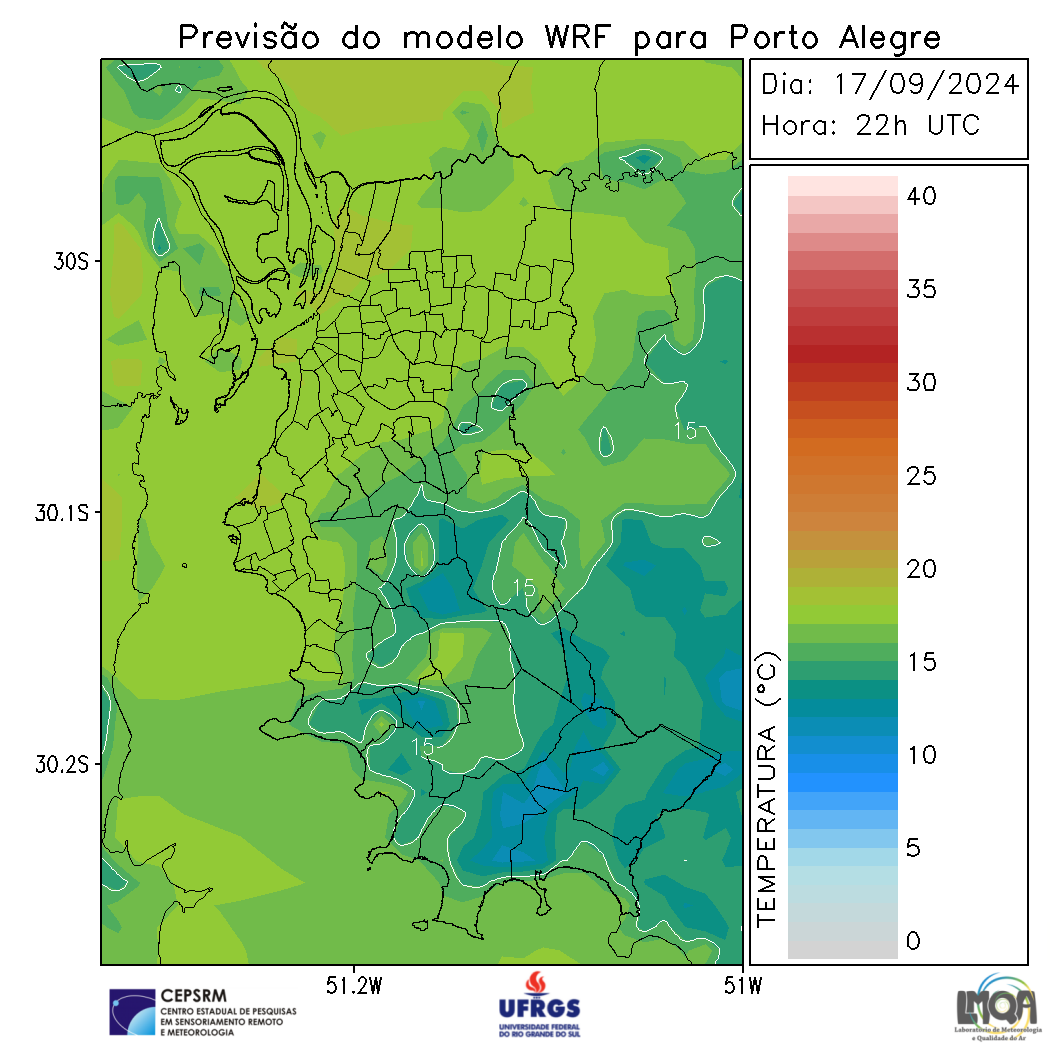 Previsão do modelo WRF para Porto Alegre
Dia: 17/09/2024
Hora: 22h UTC
40
35
30
25
20
15
10
5
0
TEMPERATURA (°C)
30S
30.1S
30.2S
51.2W
51W
15
15
15
CEPSRM
CENTRO ESTADUAL DE PESQUISAS
EM SENSORIAMENTO REMOTO
E METEOROLOGIA
UFRGS
UNIVERSIDADE FEDERAL
DO RIO GRANDE DO SUL
LMQA
Laboratório de Meteorologia
e Qualidade do Ar